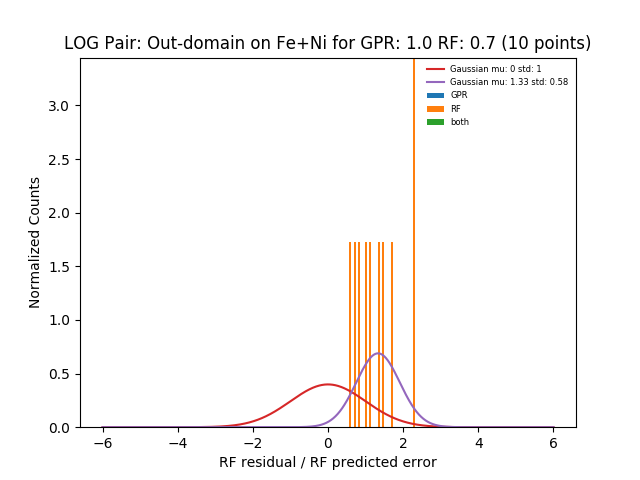 LOG Pair: Out-domain on Fe+Ni for GPR: 1.0 RF: 0.7 (10 points)
Gaussian mu: 0 std: 1
Gaussian mu: 1.33 std: 0.58
GPR
RF
both
Normalized Counts
3.0
2.5
2.0
1.5
1.0
0.5
0.0
−6 −4 −2 0 2 4 6
RF residual / RF predicted error